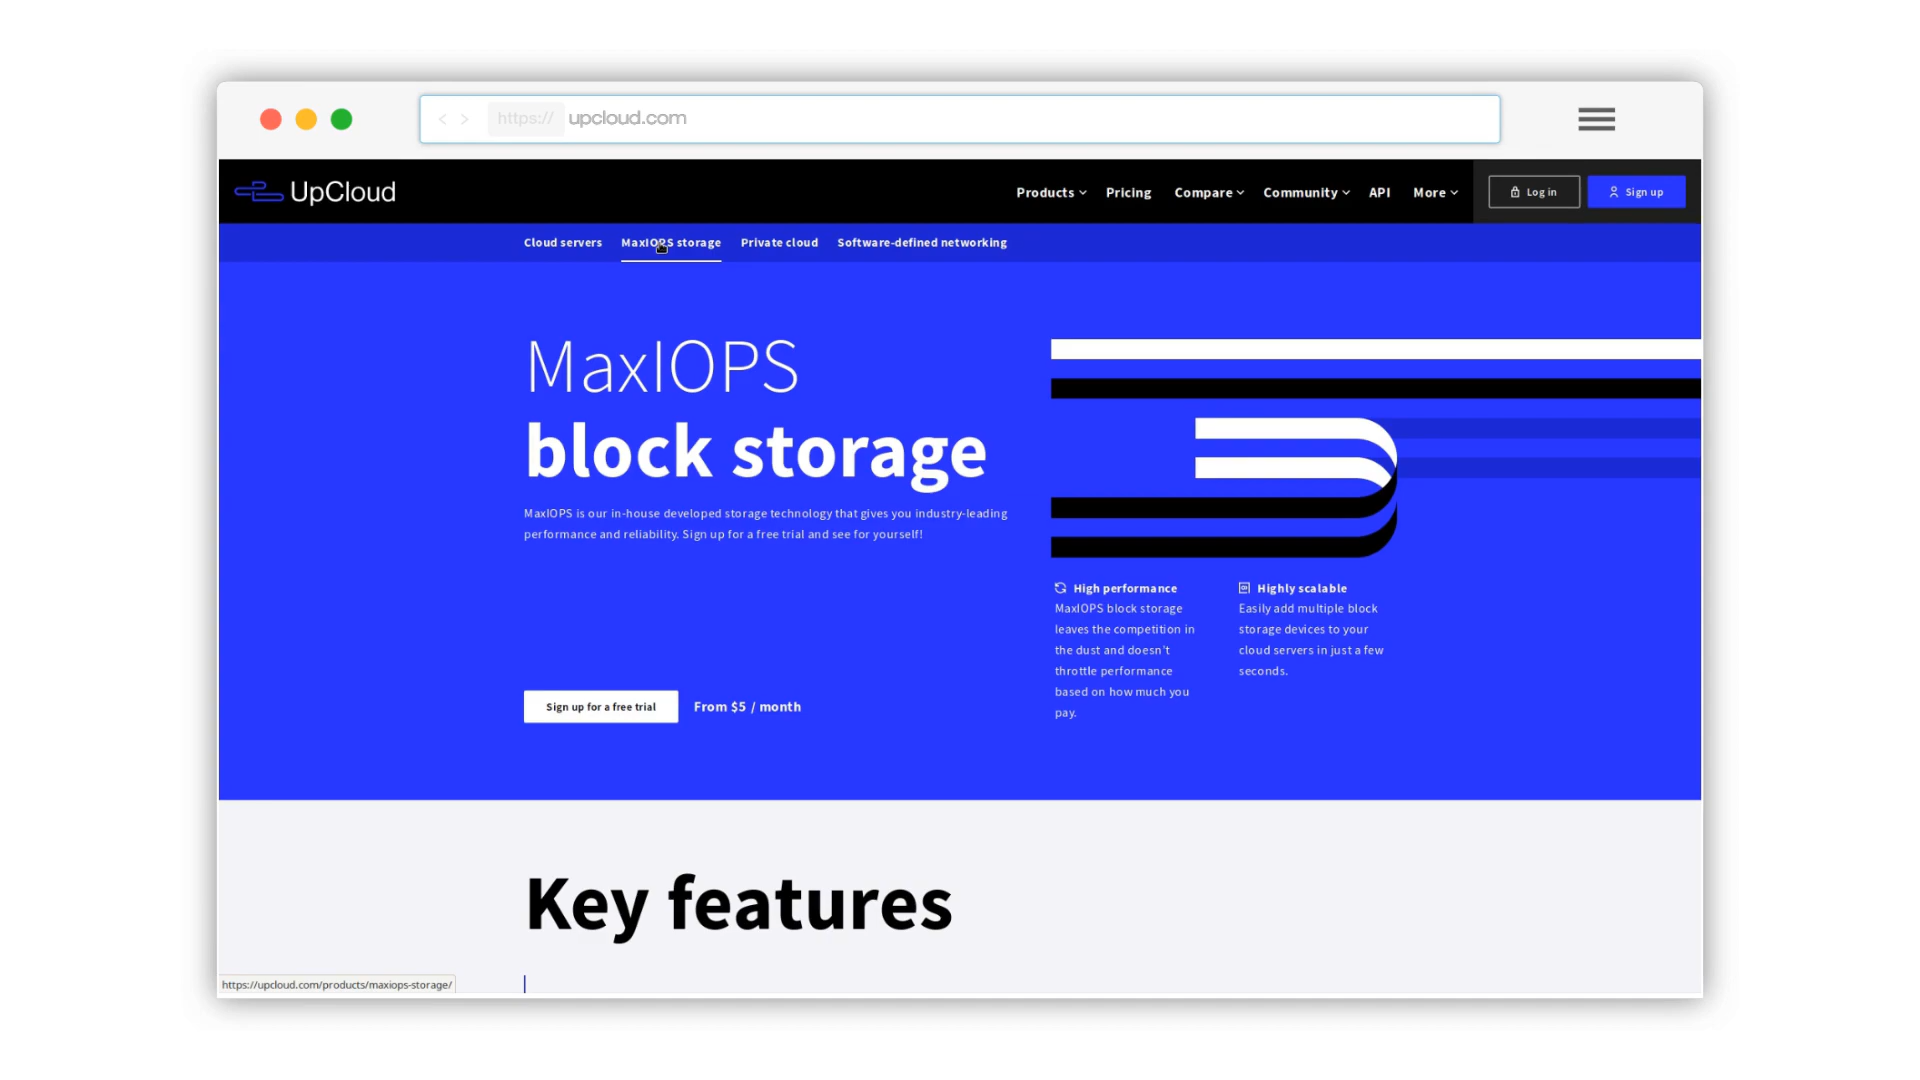 https:// upcloud.com
UpCloud
Products Pricing Compare Community API More Log in Sign up
Cloud servers MaxIOPS storage Private cloud Software-defined networking
MaxIOPS
block storage
MaxIOPS is our in-house developed storage technology that gives you industry-leading
performance and reliability. Sign up for a free trial and see for yourself!
High performance
MaxIOPS block storage
leaves the competition in
the dust and doesn't
throttle performance
based on how much you
pay.
Highly scalable
Easily add multiple block
storage devices to your
cloud servers in just a few
seconds.
Sign up for a free trial From $5 / month
Key features
https://upcloud.com/products/maxiops-storage/